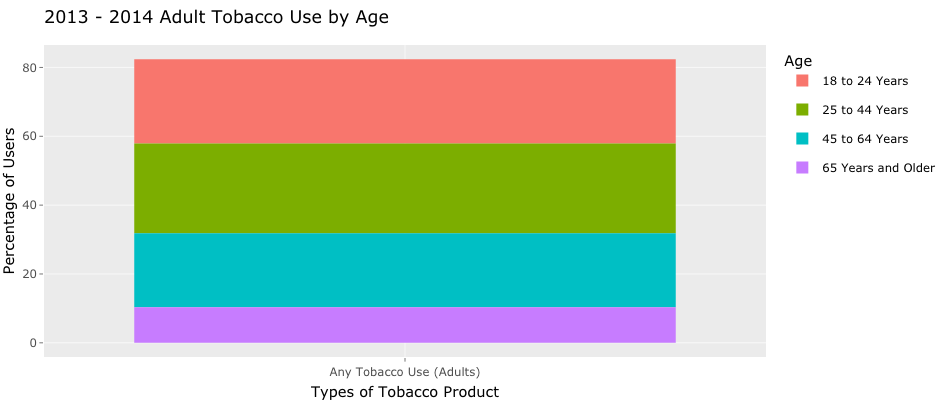 2013 - 2014 Adult Tobacco Use by Age
Percentage of Users
80
60
40
20
0
Any Tobacco Use (Adults)
Types of Tobacco Product
Age
18 to 24 Years
25 to 44 Years
45 to 64 Years
65 Years and Older